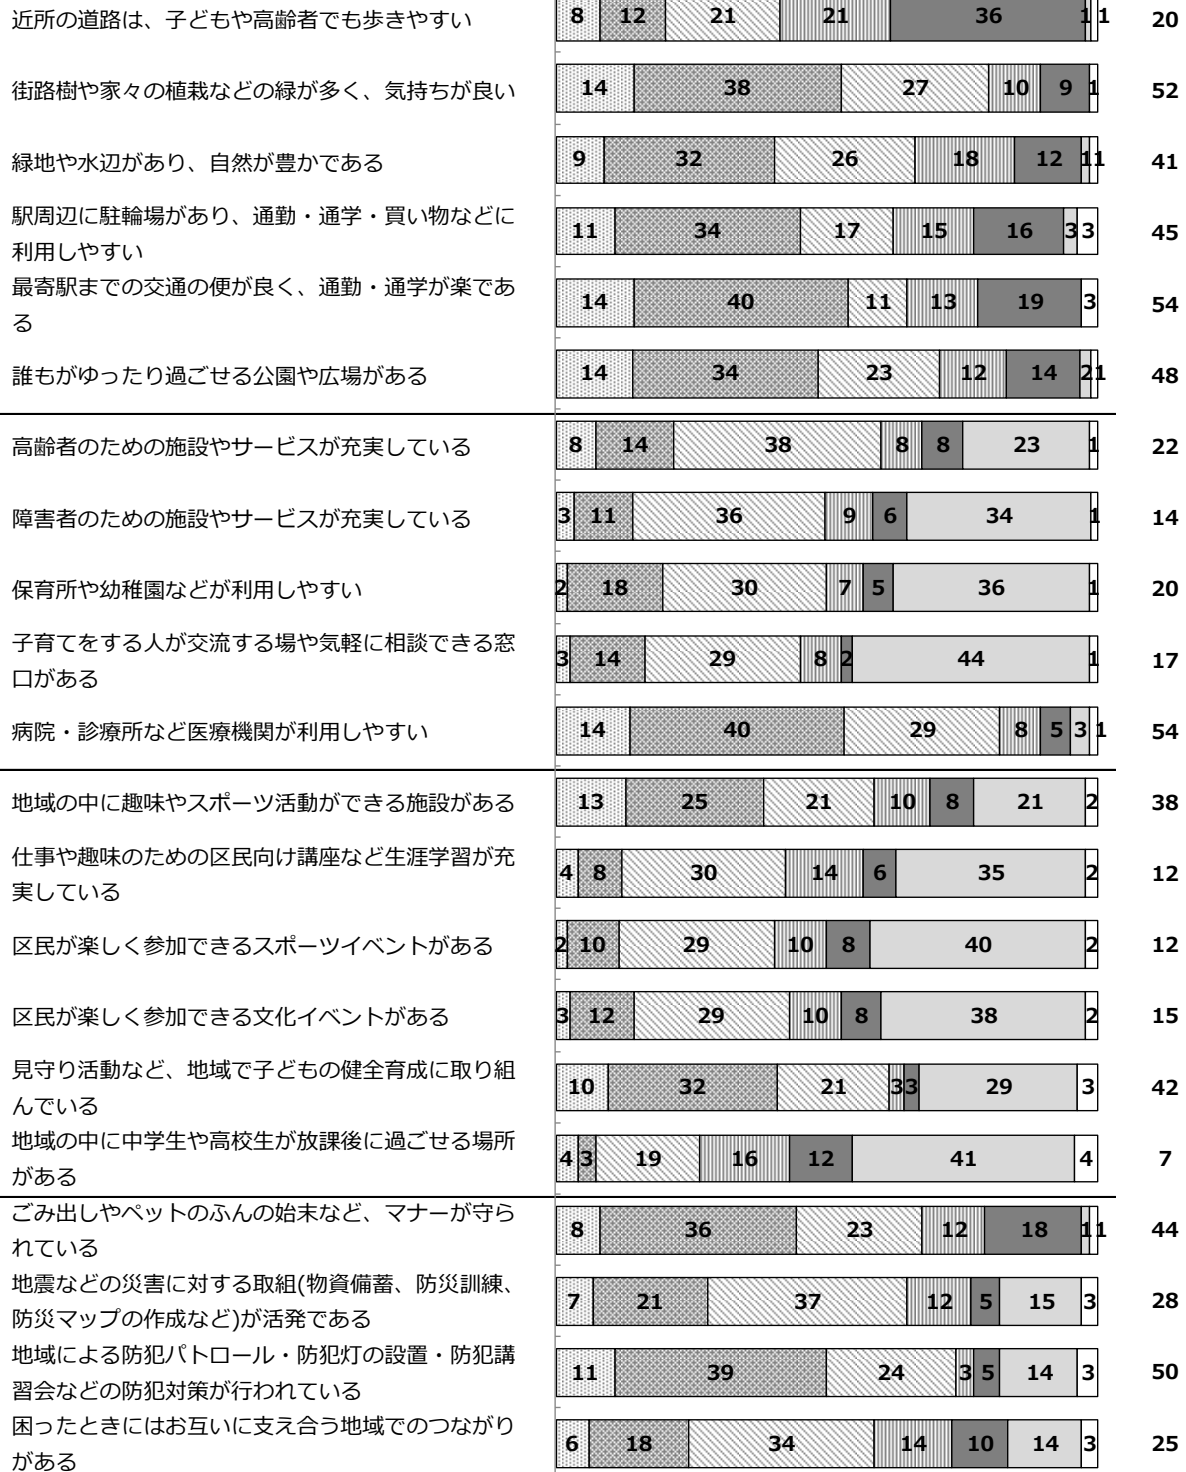 近所の道路は、子どもや高齢者でも歩きやすい 8 12 21 21 36 1 1 20
街路樹や家々の植栽などの緑が多く、気持ちが良い 14 38 27 10 9 1 52
緑地や水辺があり、自然が豊かである 9 32 26 18 12 1 1 41
駅周辺に駐輪場があり、通勤・通学・買い物などに
利用しやすい 11 34 17 15 16 3 3 45
最寄駅までの交通の便が良く、通勤・通学が楽であ
る 14 40 11 13 19 3 54
誰もがゆったり過ごせる公園や広場がある 14 34 23 12 14 2 1 48
高齢者のための施設やサービスが充実している 8 14 38 8 8 23 1 22
障害者のための施設やサービスが充実している 3 11 36 9 6 34 1 14
保育所や幼稚園などが利用しやすい 2 18 30 7 5 36 1 20
子育てをする人が交流する場や気軽に相談できる窓
口がある 3 14 29 8 2 44 1 17
病院・診療所など医療機関が利用しやすい 14 40 29 8 5 3 1 54
地域の中に趣味やスポーツ活動ができる施設がある 13 25 21 10 8 21 2 38
仕事や趣味のための区民向け講座など生涯学習が充
実している 4 8 30 14 6 35 2 12
区民が楽しく参加できるスポーツイベントがある 2 10 29 10 8 40 2 12
区民が楽しく参加できる文化イベントがある 3 12 29 10 8 38 2 15
見守り活動など、地域で子どもの健全育成に取り組
んでいる 10 32 21 3 3 29 3 42
地域の中に中学生や高校生が放課後に過ごせる場所
がある 4 3 19 16 12 41 4 7
ごみ出しやペットのふんの始末など、マナーが守ら
れている 8 36 23 12 18 1 1 44
地震などの災害に対する取組(物資備蓄、防災訓練、
防災マップの作成など)が活発である 7 21 37 12 5 15 3 28
地域による防犯パトロール・防犯灯の設置・防犯講
習会などの防犯対策が行われている 11 39 24 3 5 14 3 50
困ったときにはお互いに支え合う地域でのつながり
がある 6 18 34 14 10 14 3 25